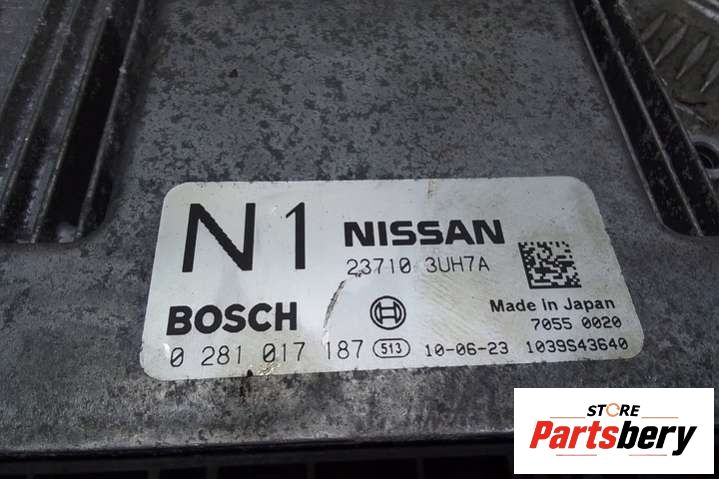 N1 NISSAN
23710 3UH7A
BOSCH
Made in Japan
7055 0020
0 281 017 187 513 10-06-23 1039S43640
STORE
Partsbery